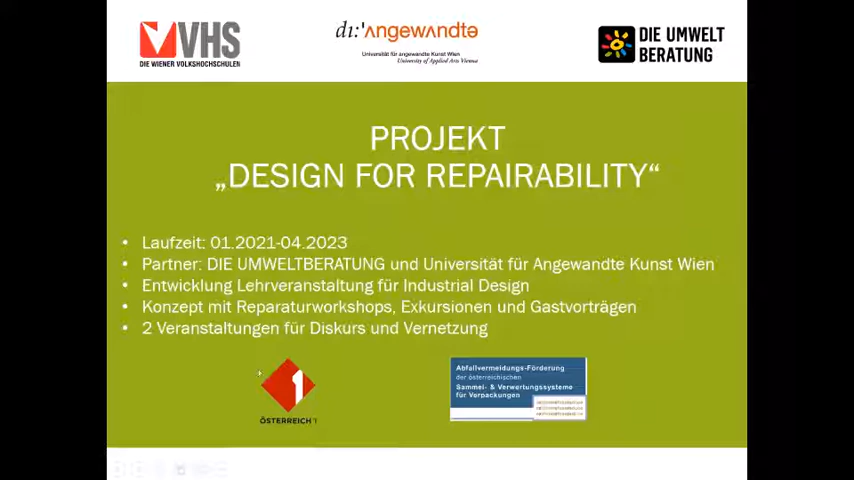 VHS
DIE WIENER VOLKSHOCHSCHULEN
dı:'ʌngewʌndtə
Universität für angewandte Kunst Wien
University of Applied Arts Vienna
DIE UMWELT
BERATUNG
PROJEKT
„DESIGN FOR REPAIRABILITY“
• Laufzeit: 01.2021-04.2023
• Partner: DIE UMWELTBERATUNG und Universität für Angewandte Kunst Wien
• Entwicklung Lehrveranstaltung für Industrial Design
• Konzept mit Reparaturworkshops, Exkursionen und Gastvorträgen
• 2 Veranstaltungen für Diskurs und Vernetzung
1
ÖSTERREICH 1
Abfallvermeidungs-Förderung
der österreichischen
Sammel- & Verwertungssysteme
für Verpackungen